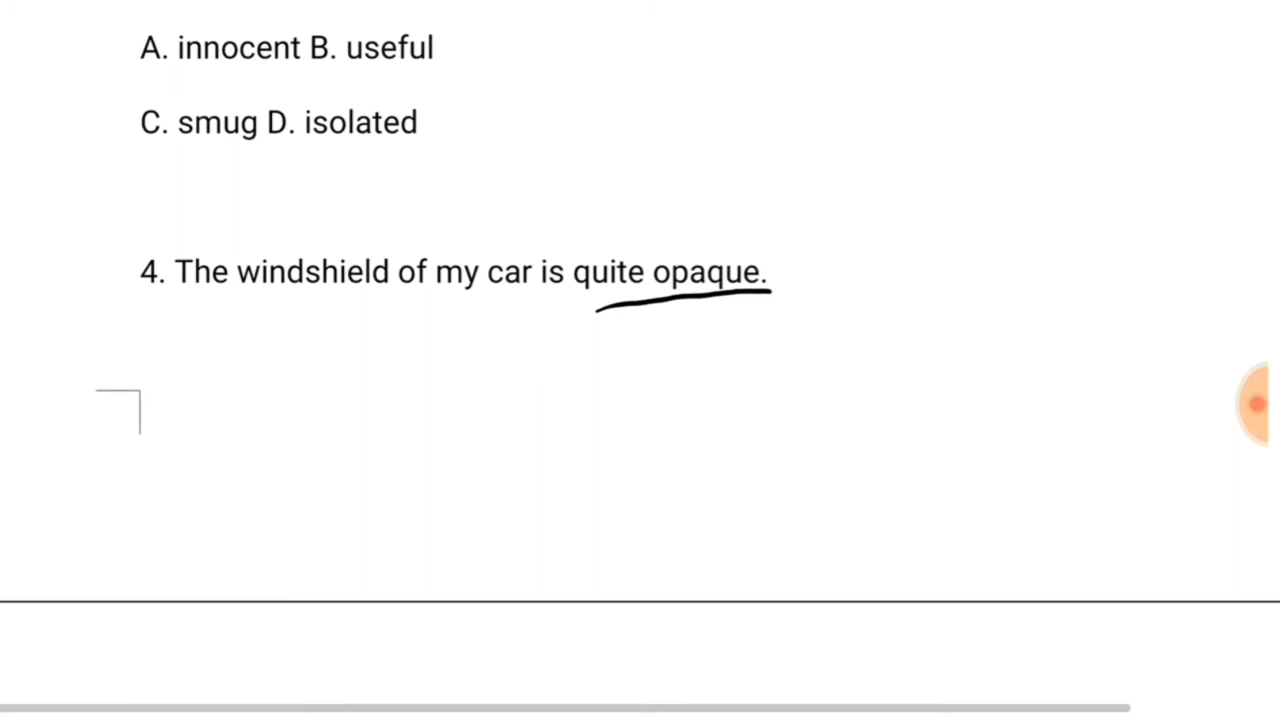 A. innocent B. useful
C. smug D. isolated
4. The windshield of my car is quite opaque.